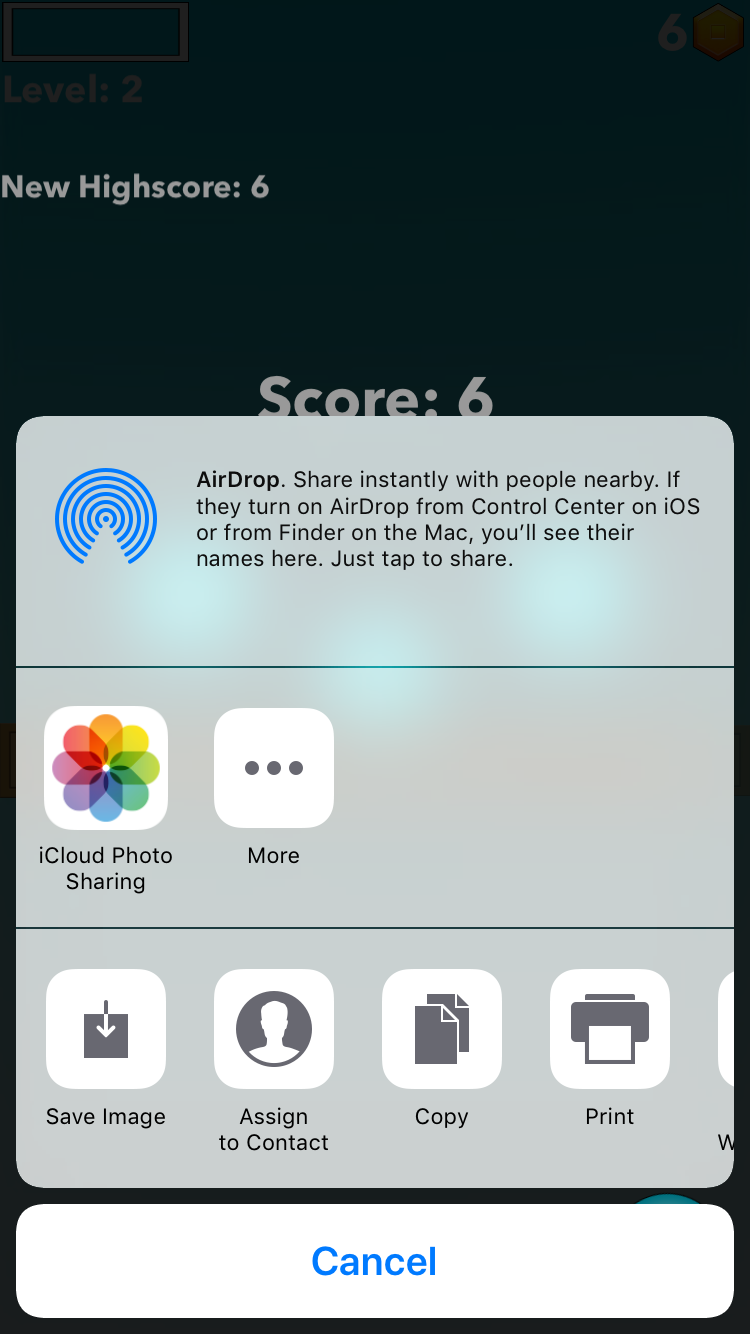 6
Level: 2
New Highscore: 6
Score: 6
AirDrop. Share instantly with people nearby. If
they turn on AirDrop from Control Center on iOS
or from Finder on the Mac, you’ll see their
names here. Just tap to share.
iCloud Photo
Sharing
More
Save Image
Assign
to Contact
Copy
Print
W
Cancel